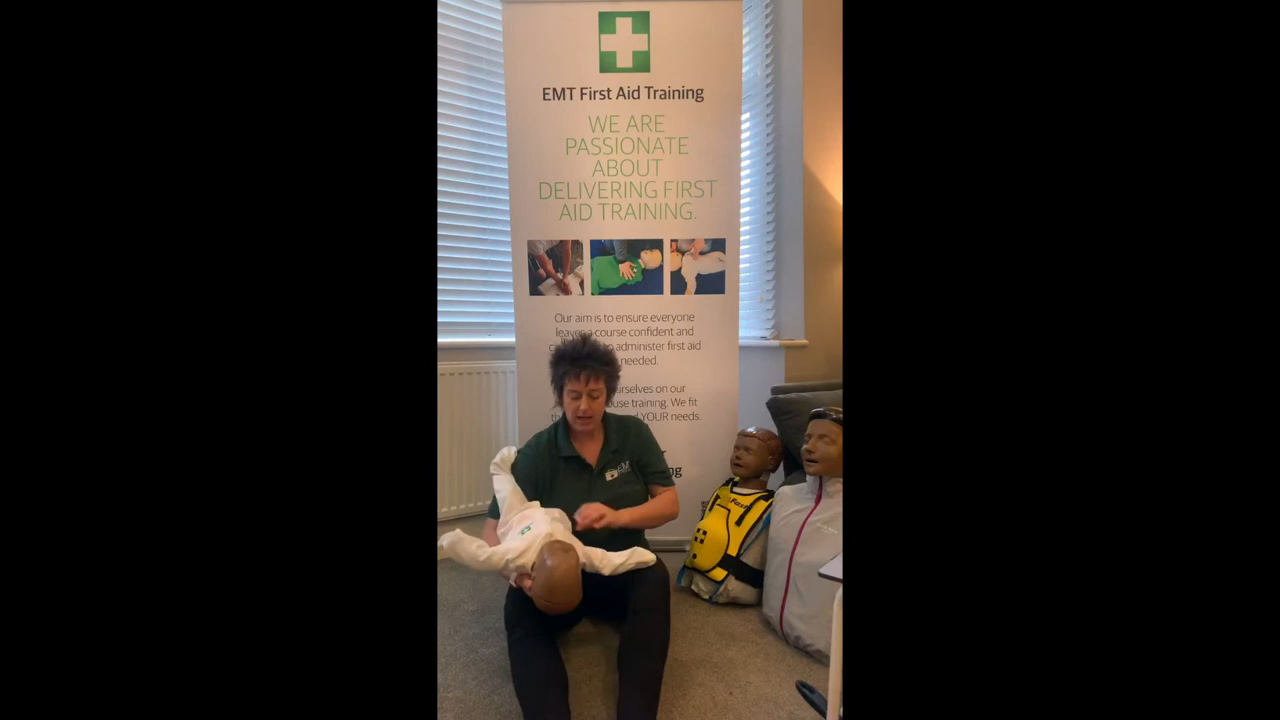 EMT First Aid Training
WE ARE
PASSIONATE
ABOUT
DELIVERING FIRST
AID TRAINING.
Our aim is to ensure everyone
leaves a course confident and
administer first aid
needed.
urselves on our
training. We fit
YOUR needs.